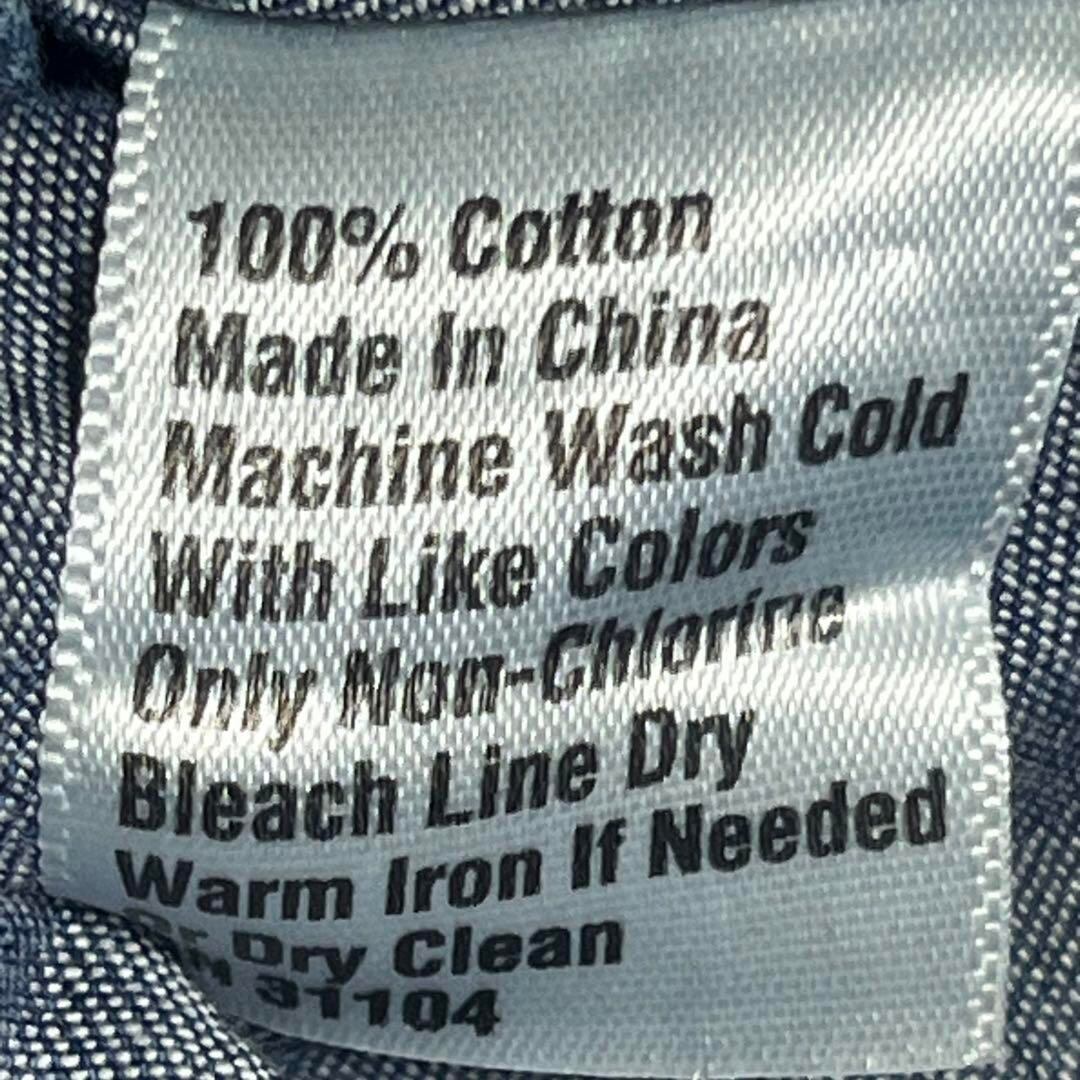 100% Cotton
Made In China
Machine Wash Cold
With Like Colors
Only Non-Chlorine
Bleach Line Dry
Warm Iron If Needed
Or Dry Clean
31104